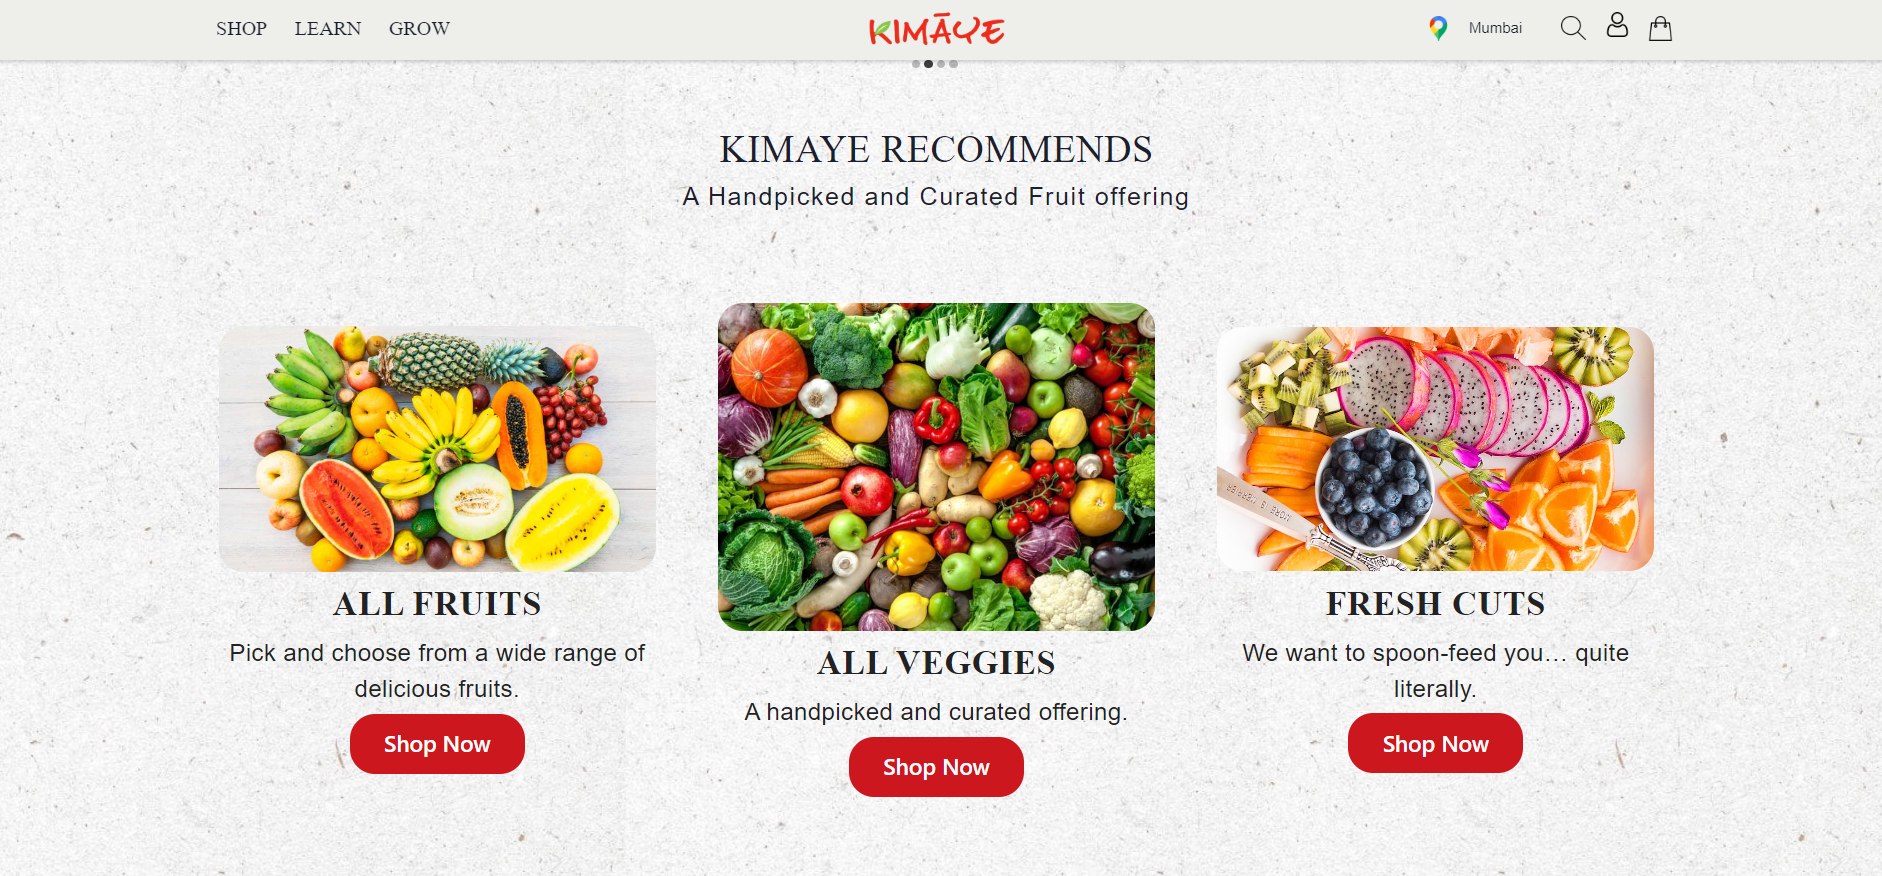 SHOP LEARN GROW KIMĀYE Mumbai
KIMAYE RECOMMENDS
A Handpicked and Curated Fruit offering
ALL FRUITS
Pick and choose from a wide range of
delicious fruits.
Shop Now
ALL VEGGIES
A handpicked and curated offering.
Shop Now
FRESH CUTS
We want to spoon-feed you… quite
literally.
Shop Now